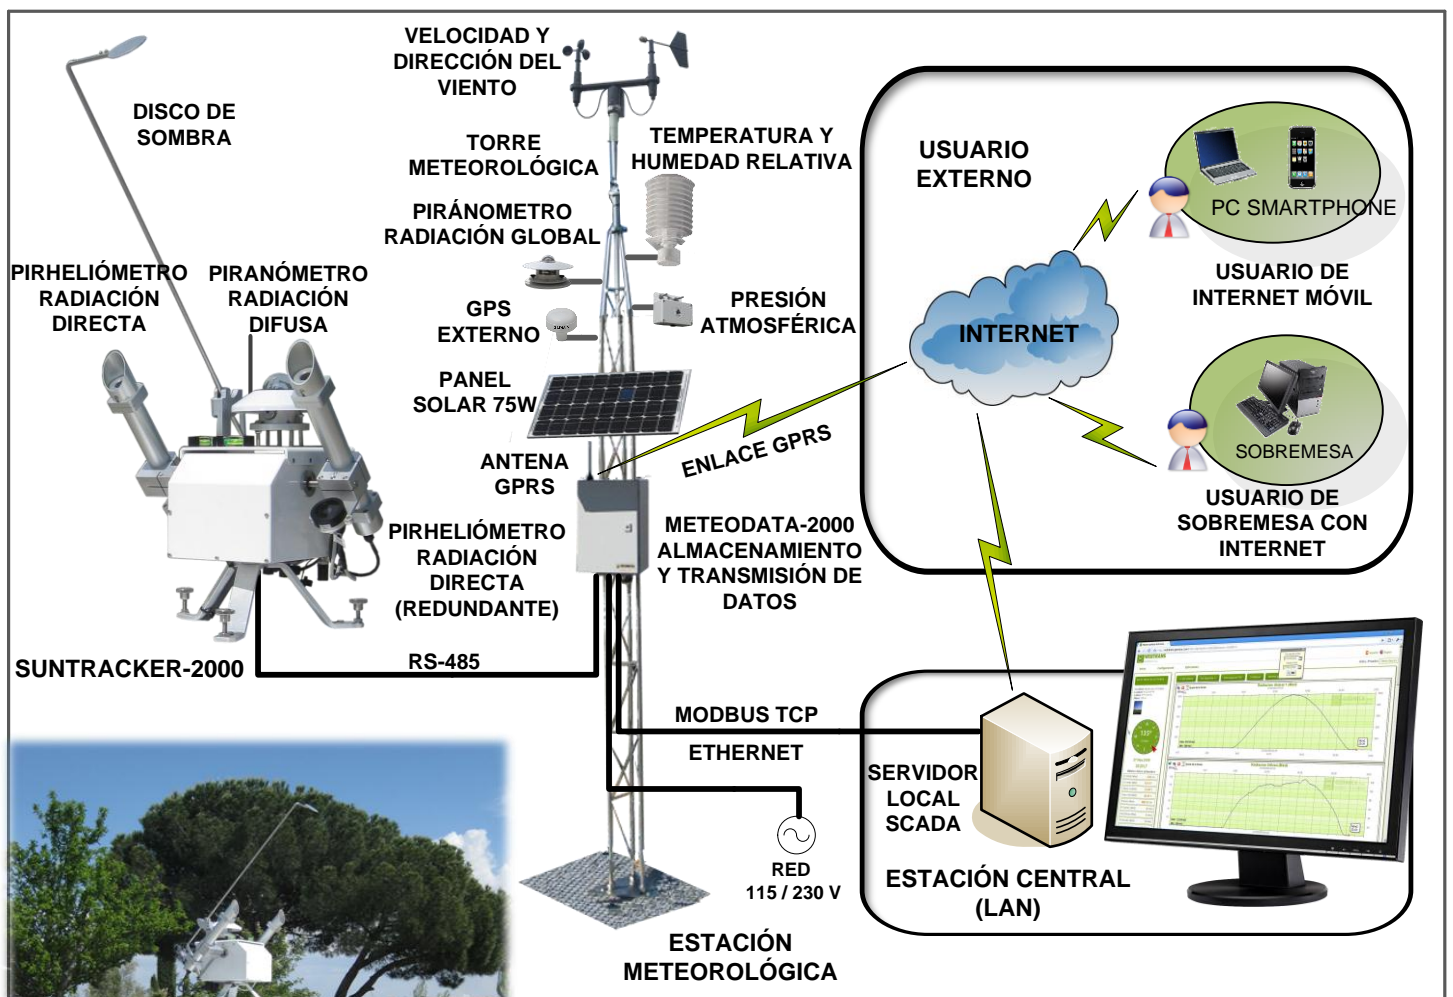 VELOCIDAD Y
DIRECCIÓN DEL
VIENTO
DISCO DE
SOMBRA
TORRE
METEOROLÓGICA
TEMPERATURA Y
HUMEDAD RELATIVA
PIRÁNOMETRO
RADIACIÓN GLOBAL
PIRHELIÓMETRO
RADIACIÓN
DIRECTA
PIRANÓMETRO
RADIACIÓN
DIFUSA
GPS
EXTERNO
PRESIÓN
ATMOSFÉRICA
PANEL
SOLAR 75W
ANTENA
GPRS
ENLACE GPRS
PIRHELIÓMETRO
RADIACIÓN
DIRECTA
(REDUNDANTE)
METEODATA-2000
ALMACENAMIENTO
Y TRANSMISIÓN DE
DATOS
SUNTRACKER-2000
RS-485
MODBUS TCP
ETHERNET
RED
115 / 230 V
ESTACIÓN
METEOROLÓGICA
USUARIO
EXTERNO
INTERNET
PC SMARTPHONE
USUARIO DE
INTERNET MÓVIL
SOBREMESA
USUARIO DE
SOBREMESA CON
INTERNET
SERVIDOR
LOCAL
SCADA
ESTACIÓN CENTRAL
(LAN)